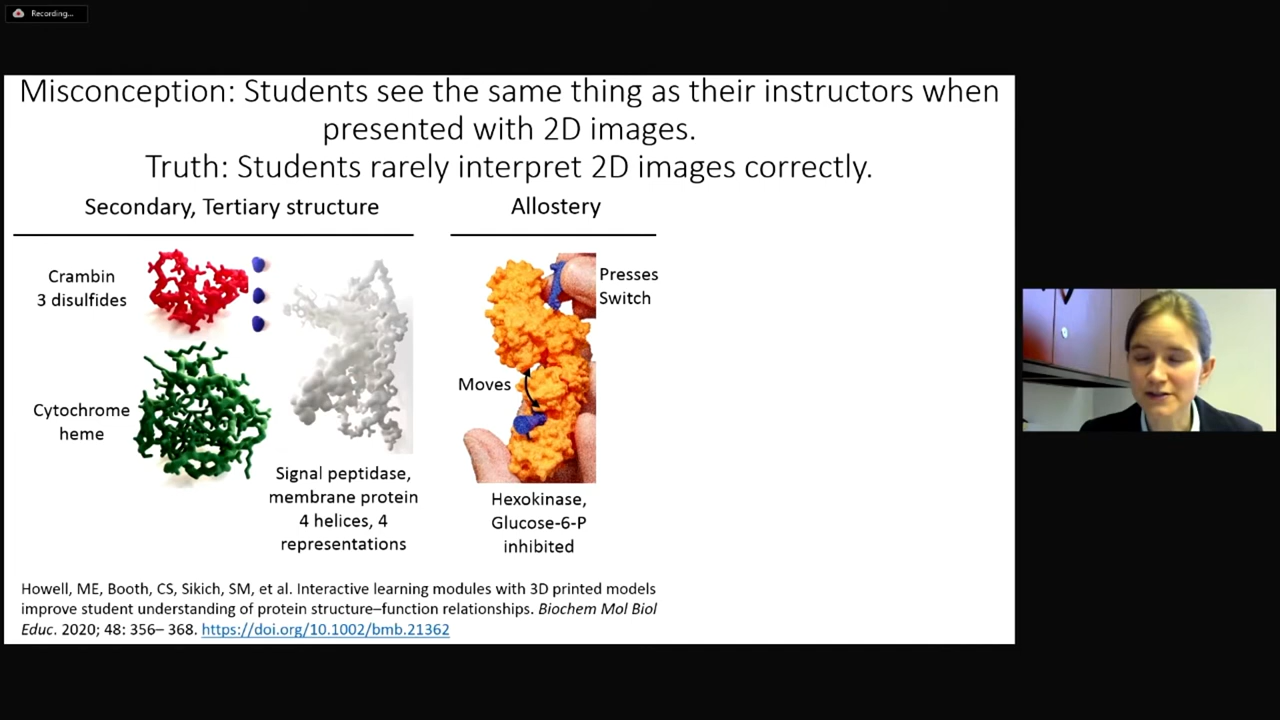 Recording...
Misconception: Students see the same thing as their instructors when
presented with 2D images.
Truth: Students rarely interpret 2D images correctly.
Secondary, Tertiary structure
Allostery
Crambin
3 disulfides
Cytochrome
heme
Signal peptidase,
membrane protein
4 helices, 4
representations
Presses
Switch
Moves
Hexokinase,
Glucose-6-P
inhibited
Howell, ME, Booth, CS, Sikich, SM, et al. Interactive learning modules with 3D printed models
improve student understanding of protein structure–function relationships. Biochem Mol Biol
Educ. 2020; 48: 356– 368. https://doi.org/10.1002/bmb.21362